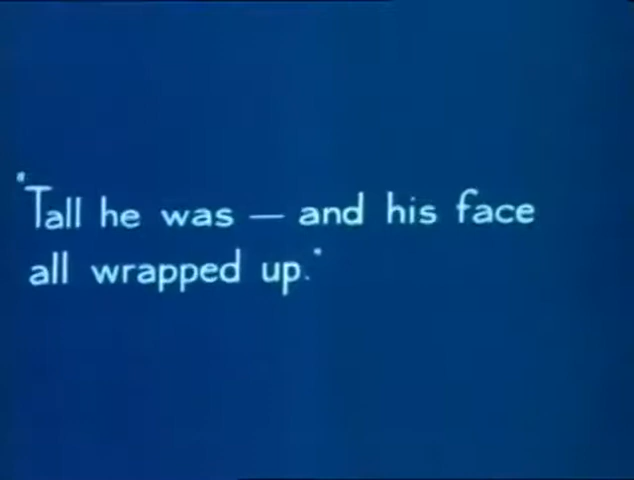 "Tall he was — and his face
all wrapped up."